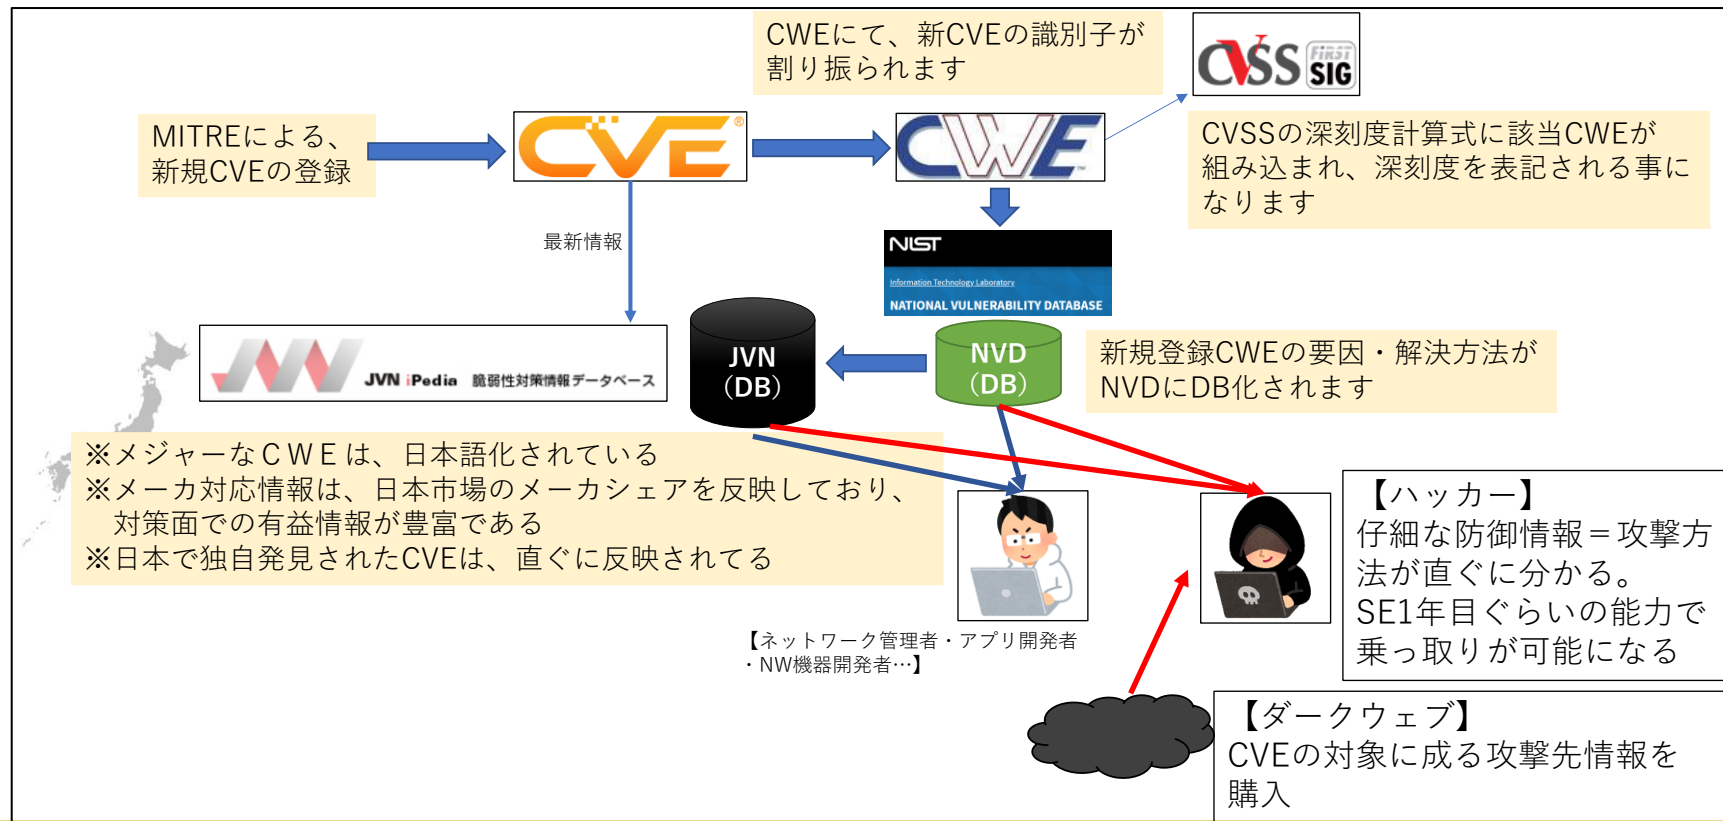 CWEにて、新CVEの識別子が
割り振られます
CVSS
FIRST
SIG
MITREによる、
新規CVEの登録
CVE®
CWE™
CVSSの深刻度計算式に該当CWEが
組み込まれ、深刻度を表記される事に
なります
最新情報
NIST
Information Technology Laboratory
NATIONAL VULNERABILITY DATABASE
JVN iPedia 脆弱性対策情報データベース
JVN
（DB）
NVD
（DB）
新規登録CWEの要因・解決方法が
NVDにDB化されます
※メジャーなＣＷＥは、日本語化されている
※メーカ対応情報は、日本市場のメーカシェアを反映しており、
対策面での有益情報が豊富である
※日本で独自発見されたCVEは、直ぐに反映されてる
【ネットワーク管理者・アプリ開発者
・NW機器開発者…】
【ハッカー】
仔細な防御情報＝攻撃方
法が直ぐに分かる。
SE1年目ぐらいの能力で
乗っ取りが可能になる
【ダークウェブ】
CVEの対象に成る攻撃先情報を
購入